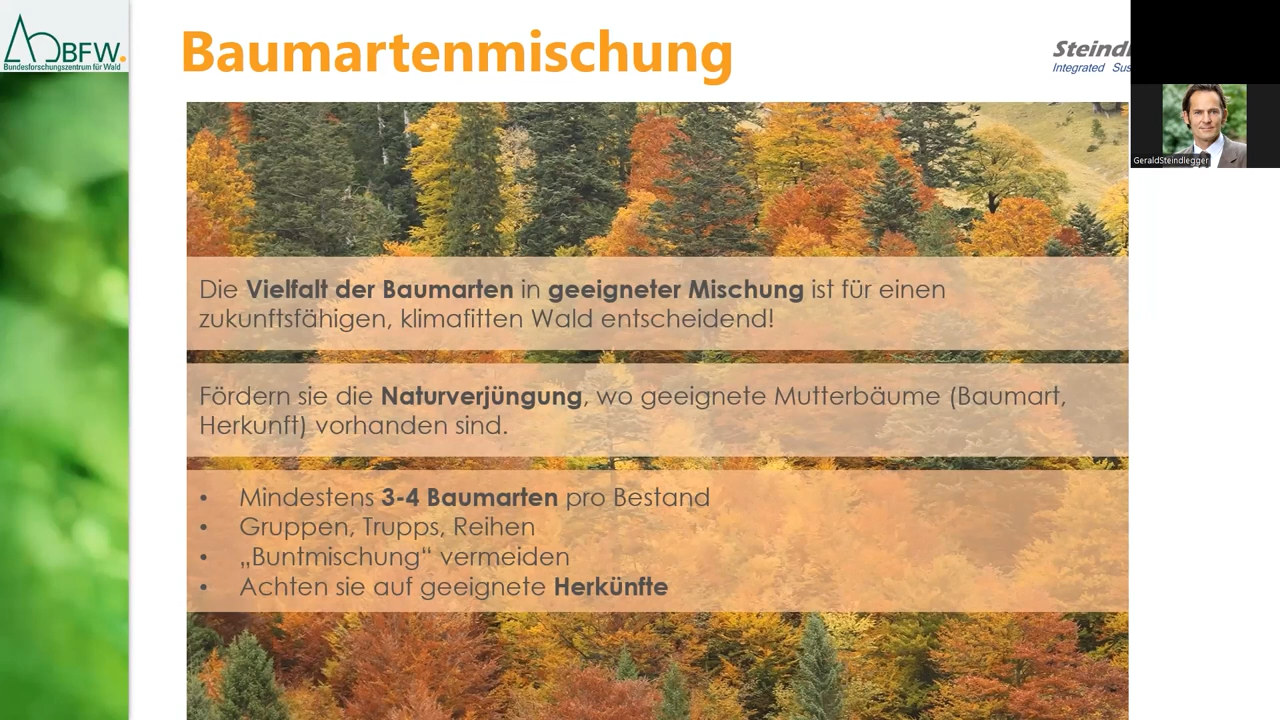 BFW.
Bundesforschungszentrum für Wald
Baumartenmischung
Integrated
GeraldSteindlegger
Die Vielfalt der Baumarten in geeigneter Mischung ist für einen
zukunftsfähigen, klimafitten Wald entscheidend!
Fördern sie die Naturverjüngung, wo geeignete Mutterbäume (Baumart,
Herkunft) vorhanden sind.
• Mindestens 3-4 Baumarten pro Bestand
• Gruppen, Trupps, Reihen
• „Buntmischung“ vermeiden
• Achten sie auf geeignete Herkünfte